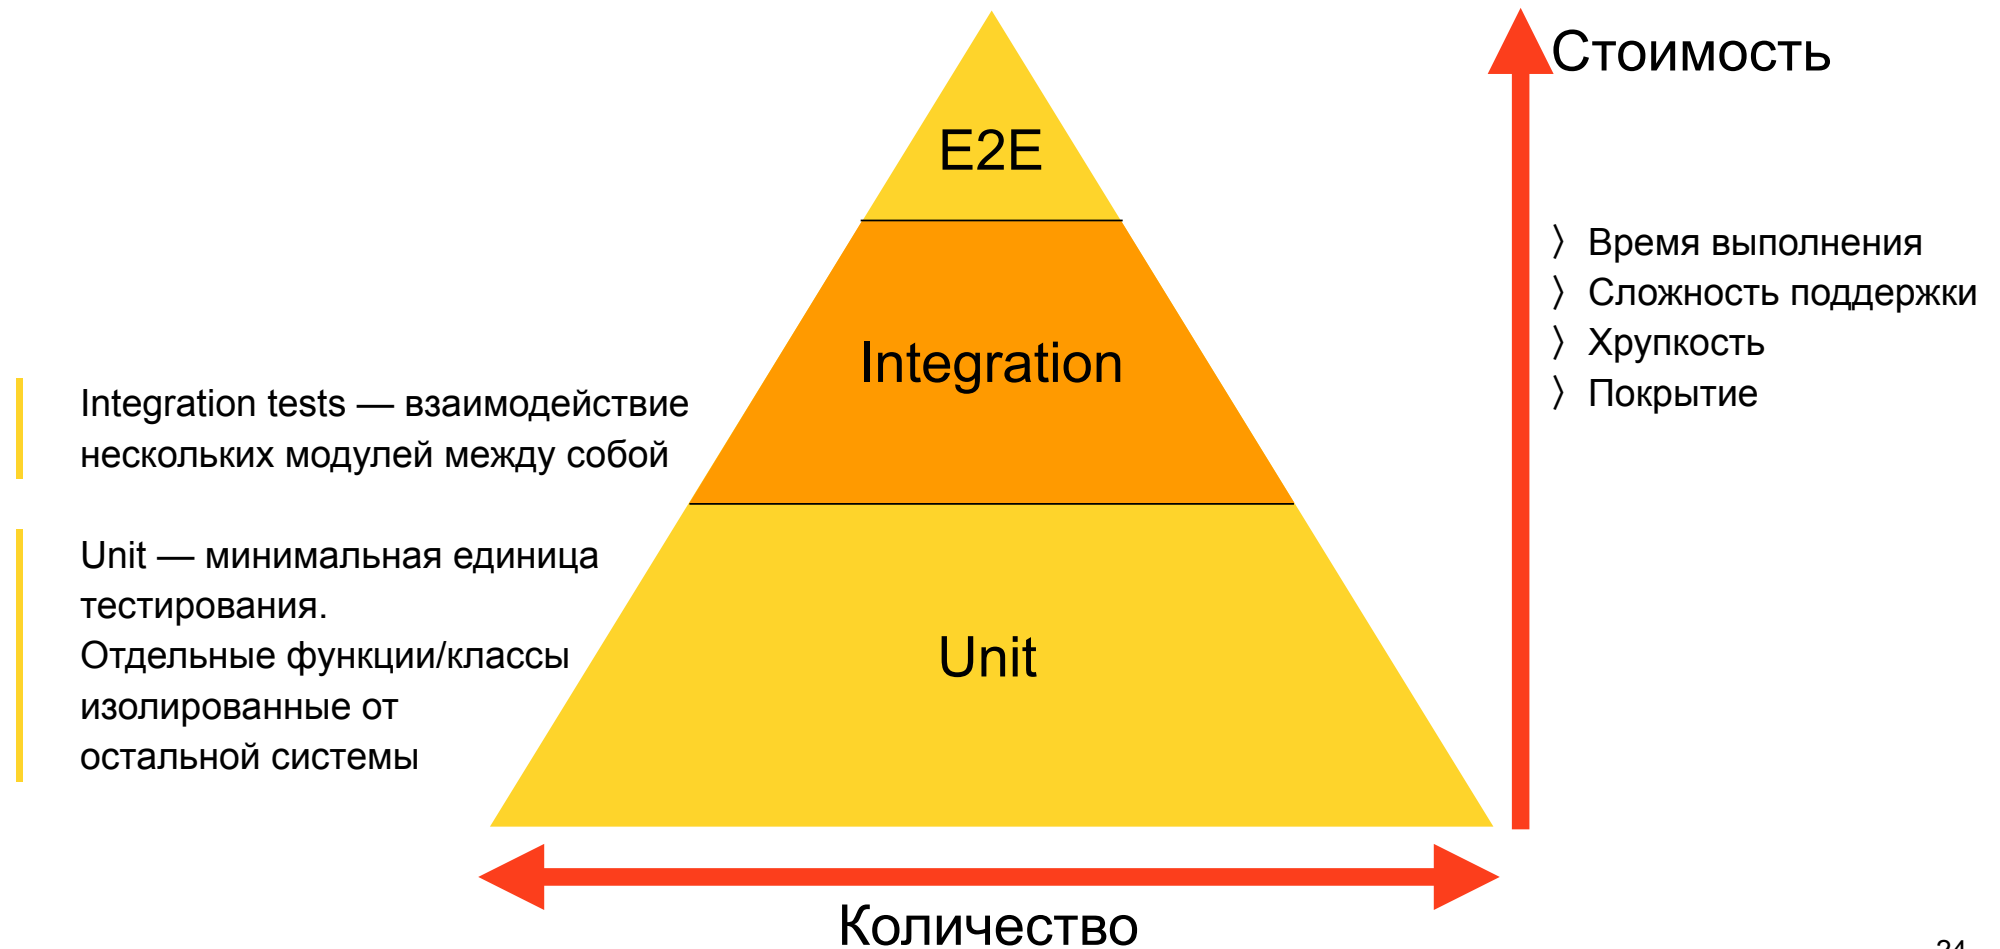 Стоимость
E2E
〉 Время выполнения
〉 Сложность поддержки
〉 Хрупкость
〉 Покрытие
Integration
Integration tests — взаимодействие
нескольких модулей между собой
Unit — минимальная единица
тестирования.
Отдельные функции/классы
изолированные от
остальной системы
Unit
Количество
24